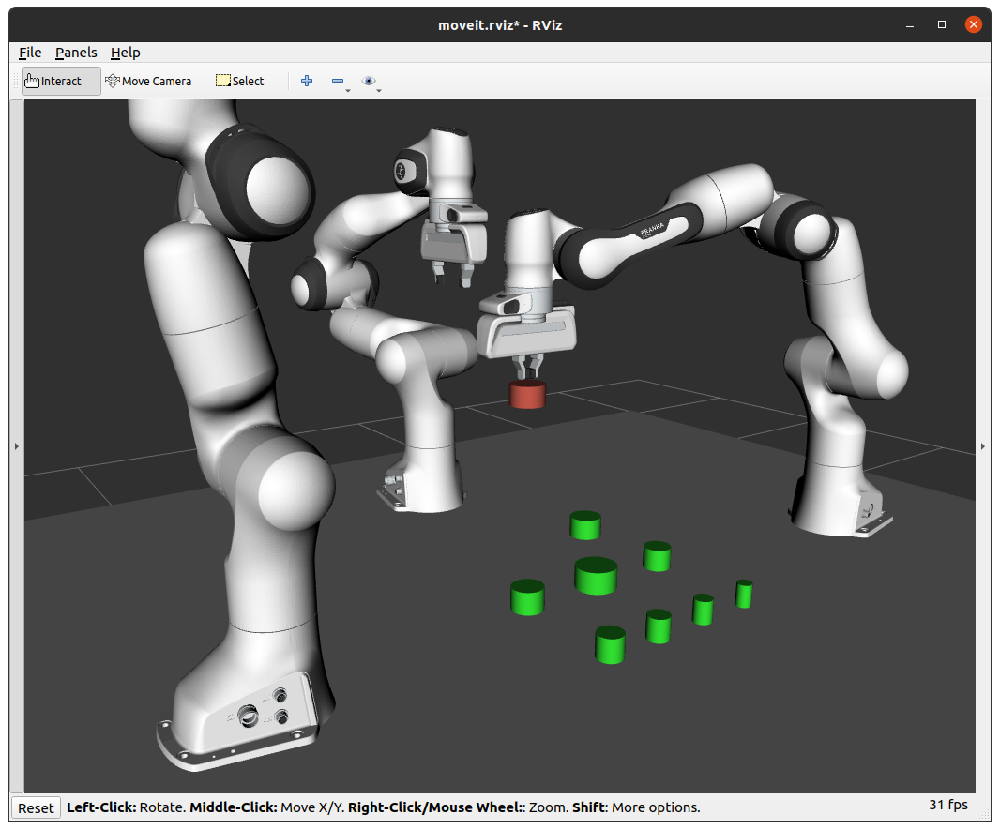 moveit.rviz* - RViz
File Panels Help
Interact Move Camera Select
FRANKA
Reset Left-Click: Rotate. Middle-Click: Move X/Y. Right-Click/Mouse Wheel:: Zoom. Shift: More options. 31 fps